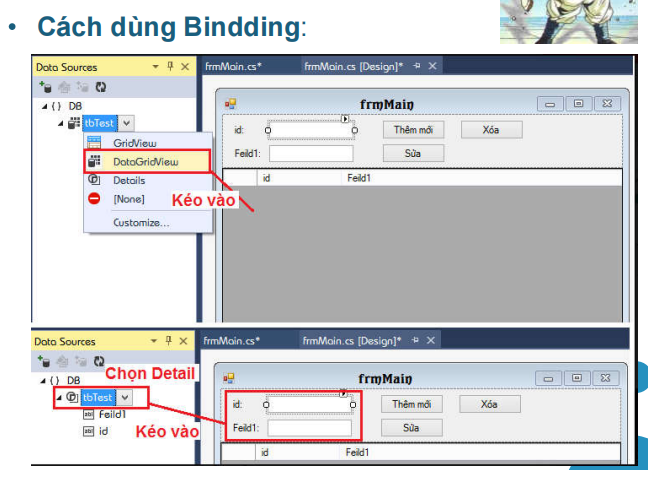 • Cách dùng Bindding:
Data Sources
frmMain.cs*
frmMain.cs [Design]*
{ } DB
tbTest
GridView
DataGridView
Details
[None]
Customize...
Kéo vào
frmMain
id:
Thêm mới
Xóa
Feild1:
Sửa
id
Feild1
Data Sources
frmMain.cs*
frmMain.cs [Design]*
Chọn Detail
{ } DB
tbTest
Feild1
id
Kéo vào
frmMain
id:
Thêm mới
Xóa
Feild1:
Sửa
id
Feild1